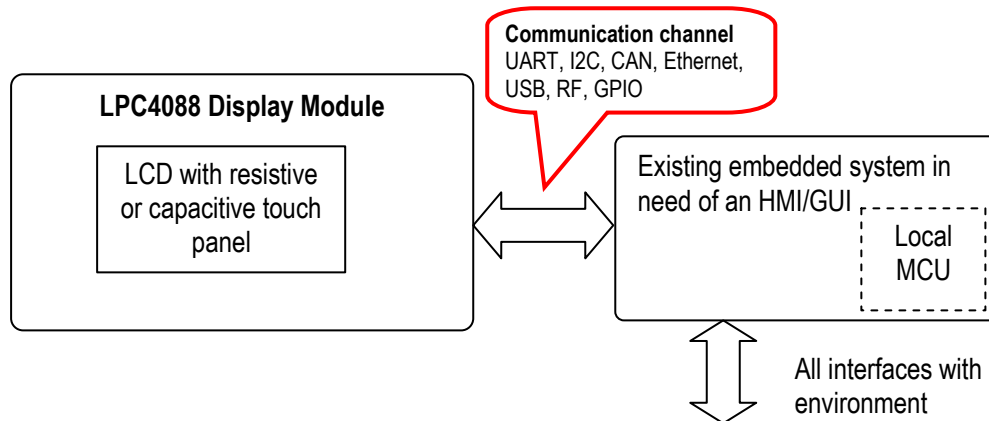 Communication channel
UART, I2C, CAN, Ethernet,
USB, RF, GPIO
LPC4088 Display Module
LCD with resistive
or capacitive touch
panel
Existing embedded system in
need of an HMI/GUI
Local
MCU
All interfaces with
environment